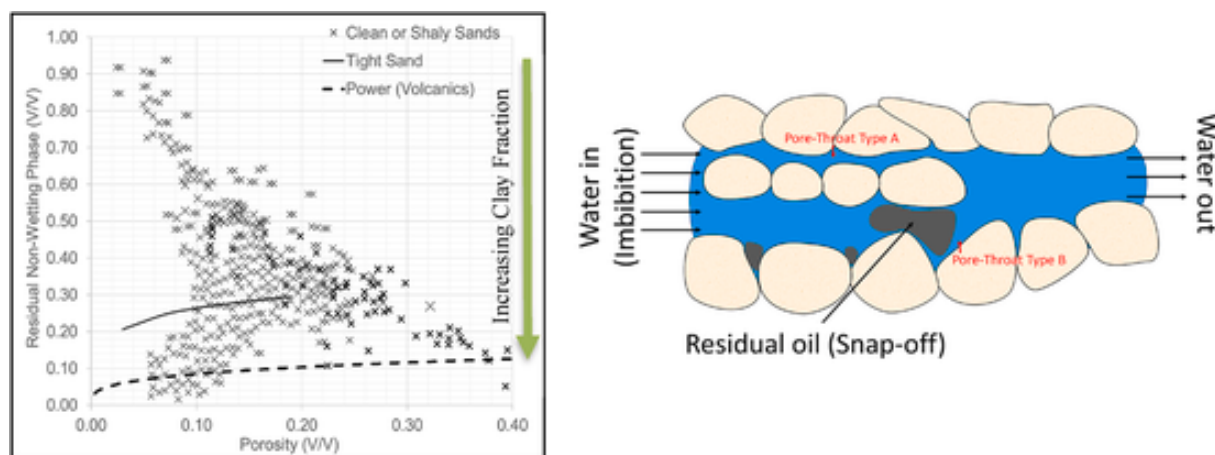 1.00
0.90
0.80
0.70
0.60
0.50
0.40
0.30
0.20
0.10
0.00
Residual Non-Wetting Phase (V/V)
× Clean or Shaly Sands
Tight Sand
Power (Volcanics)
Increasing Clay Fraction
0.00 0.10 0.20 0.30 0.40
Porosity (V/V)
Water in
(Imbibition)
Pore-Throat Type A
Pore-Throat Type B
Water out
Residual oil (Snap-off)